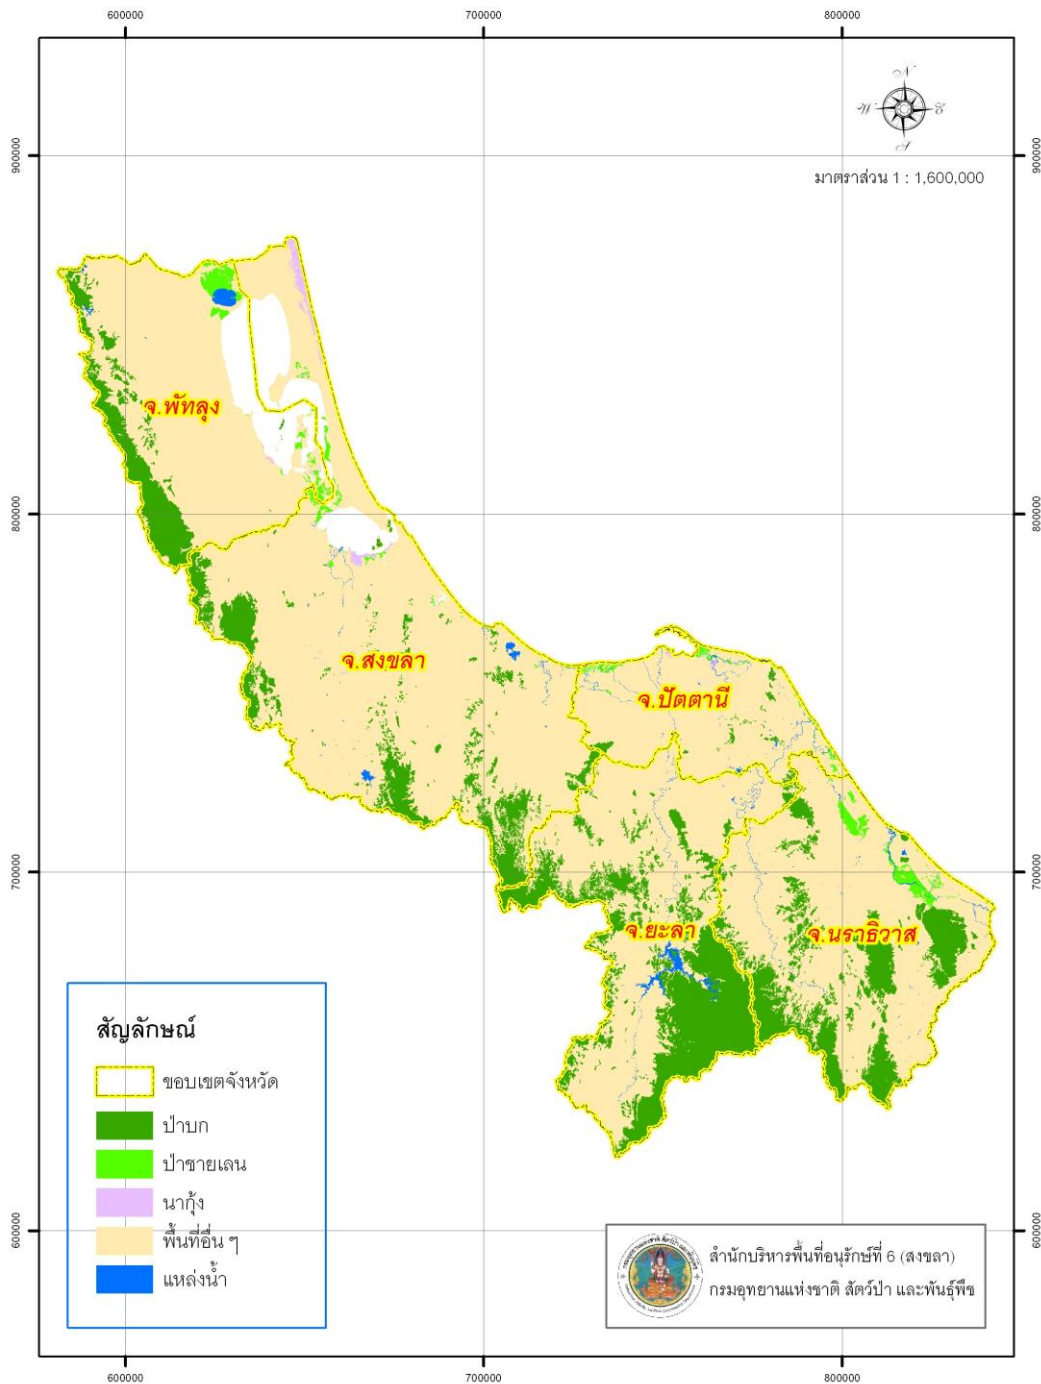 600000 700000 800000
N
W E
S
900000 900000
มาตราส่วน 1 : 1,600,000
จ.พัทลุง
800000 800000
จ.สงขลา
จ.ปัตตานี
700000 700000
จ.ยะลา
จ.นราธิวาส
สัญลักษณ์
ขอบเขตจังหวัด
ป่าบก
ป่าชายเลน
นากุ้ง
พื้นที่อื่น ๆ
แหล่งน้ำ
600000 600000
สำนักบริหารพื้นที่อนุรักษ์ที่ 6 (สงขลา)
กรมอุทยานแห่งชาติ สัตว์ป่า และพันธุ์พืช
600000 700000 800000